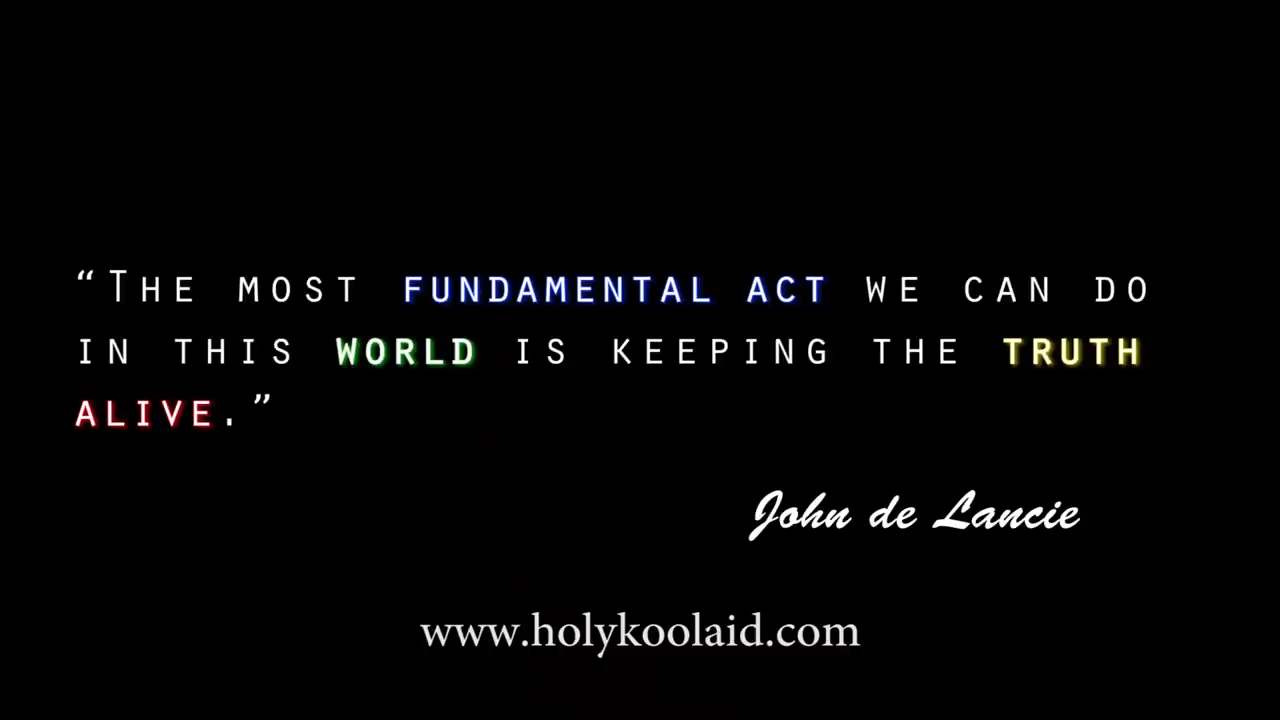 “The most fundamental act we can do
in this world is keeping the truth
alive.”
John de Lancie
www.holykoolaid.com